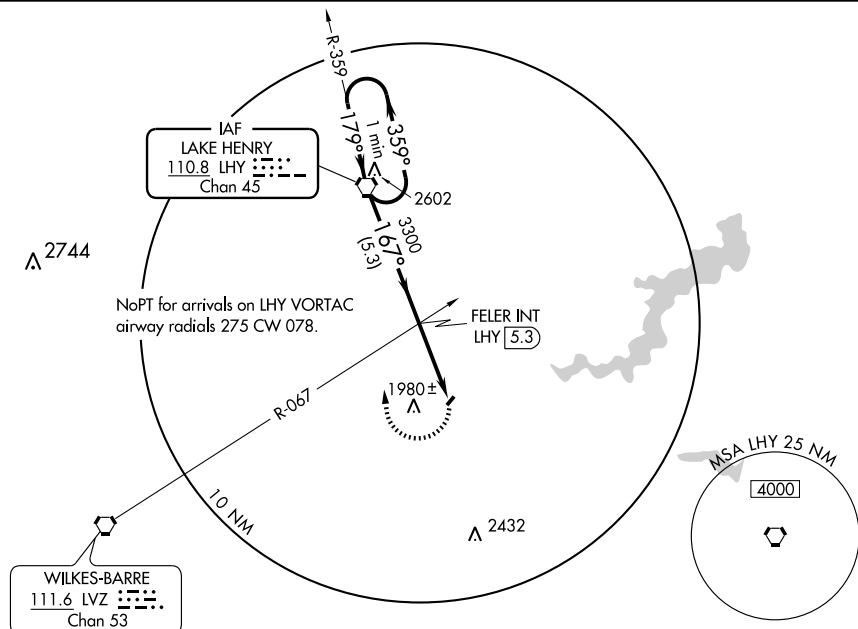 R-359
IAF
LAKE HENRY
110.8 LHY
Chan 45
179°
1 min
359°
2602
3300
167°
(5.3)
2744
NoPT for arrivals on LHY VORTAC
airway radials 275 CW 078.
FELER INT
LHY 5.3
R-067
1980±
10 NM
2432
MSA LHY 25 NM
4000
WILKES-BARRE
111.6 LVZ
Chan 53